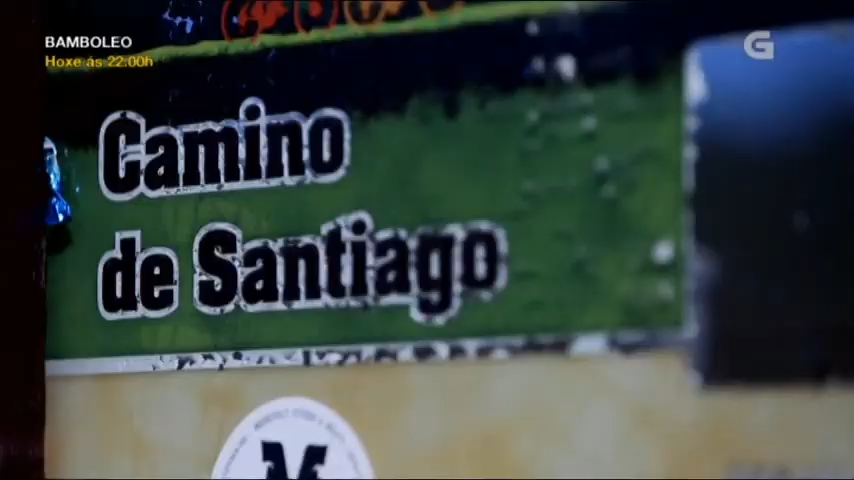 BAMBOLEO
Hoxe ás 22.00h
G
Camino
de Santiago